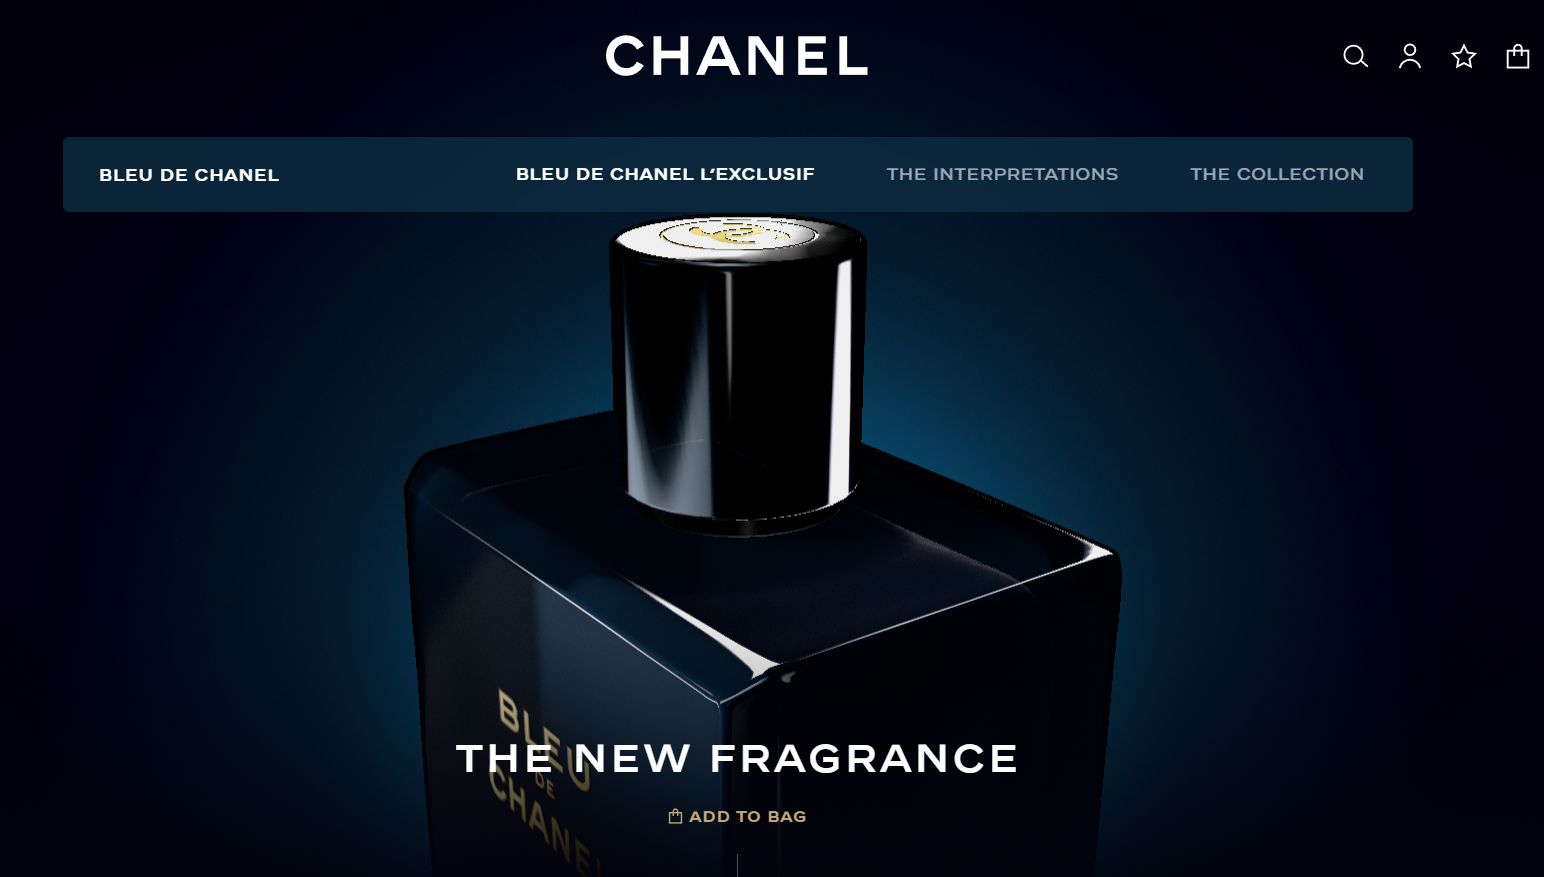 CHANEL
BLEU DE CHANEL
BLEU DE CHANEL L'EXCLUSIF
THE INTERPRETATIONS
THE COLLECTION
BLEU
DE
CHANEL
THE NEW FRAGRANCE
ADD TO BAG